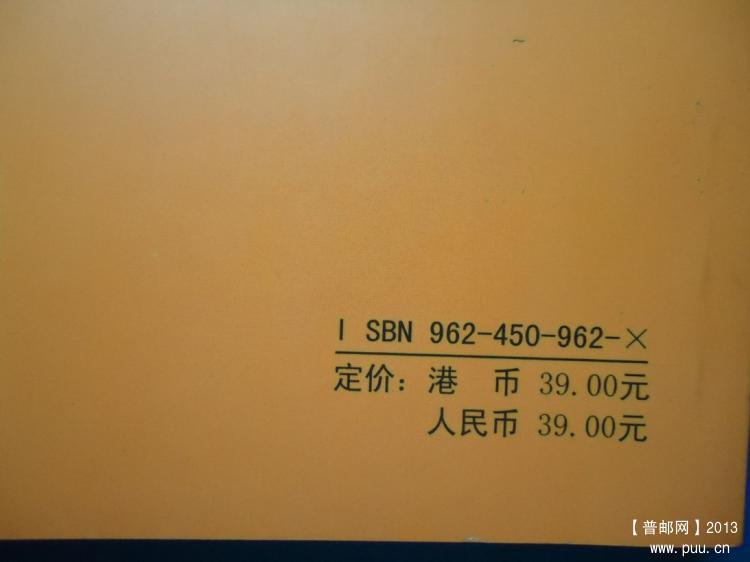 ISBN 962-450-962-×
定价：港 币 39.00元
人民币 39.00元
【普邮网】2013
www.puu.cn